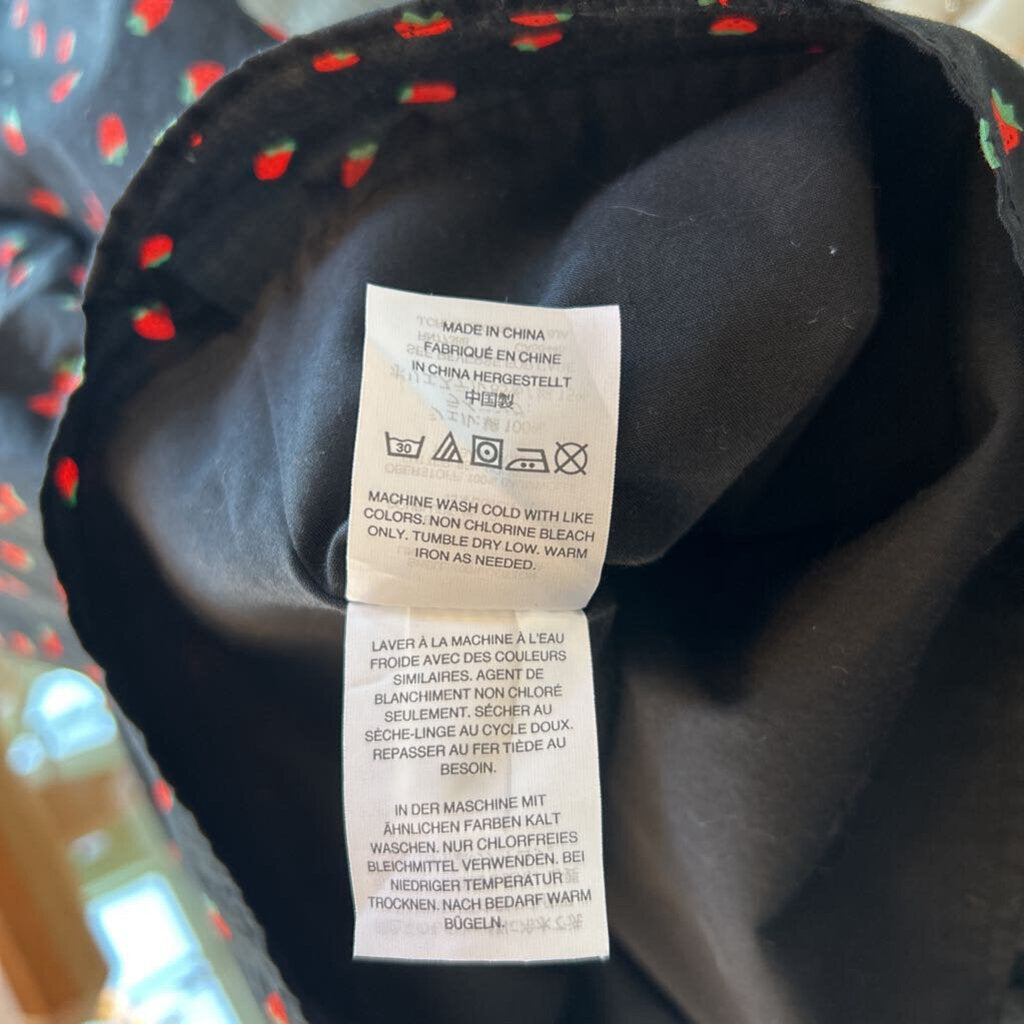 MADE IN CHINA
FABRIQUÉ EN CHINE
IN CHINA HERGESTELLT
中国製
30
MACHINE WASH COLD WITH LIKE
COLORS. NON CHLORINE BLEACH
ONLY. TUMBLE DRY LOW. WARM
IRON AS NEEDED.
LAVER À LA MACHINE À L'EAU
FROIDE AVEC DES COULEURS
SIMILAIRES. AGENT DE
BLANCHIMENT NON CHLORÉ
SEULEMENT. SÉCHER AU
SÈCHE-LINGE AU CYCLE DOUX.
REPASSER AU FER TIÈDE AU
BESOIN.
IN DER MASCHINE MIT
ÄHNLICHEN FARBEN KALT
WASCHEN. NUR CHLORFREIES
BLEICHMITTEL VERWENDEN. BEI
NIEDRIGER TEMPERATUR
TROCKNEN. NACH BEDARF WARM
BÜGELN.